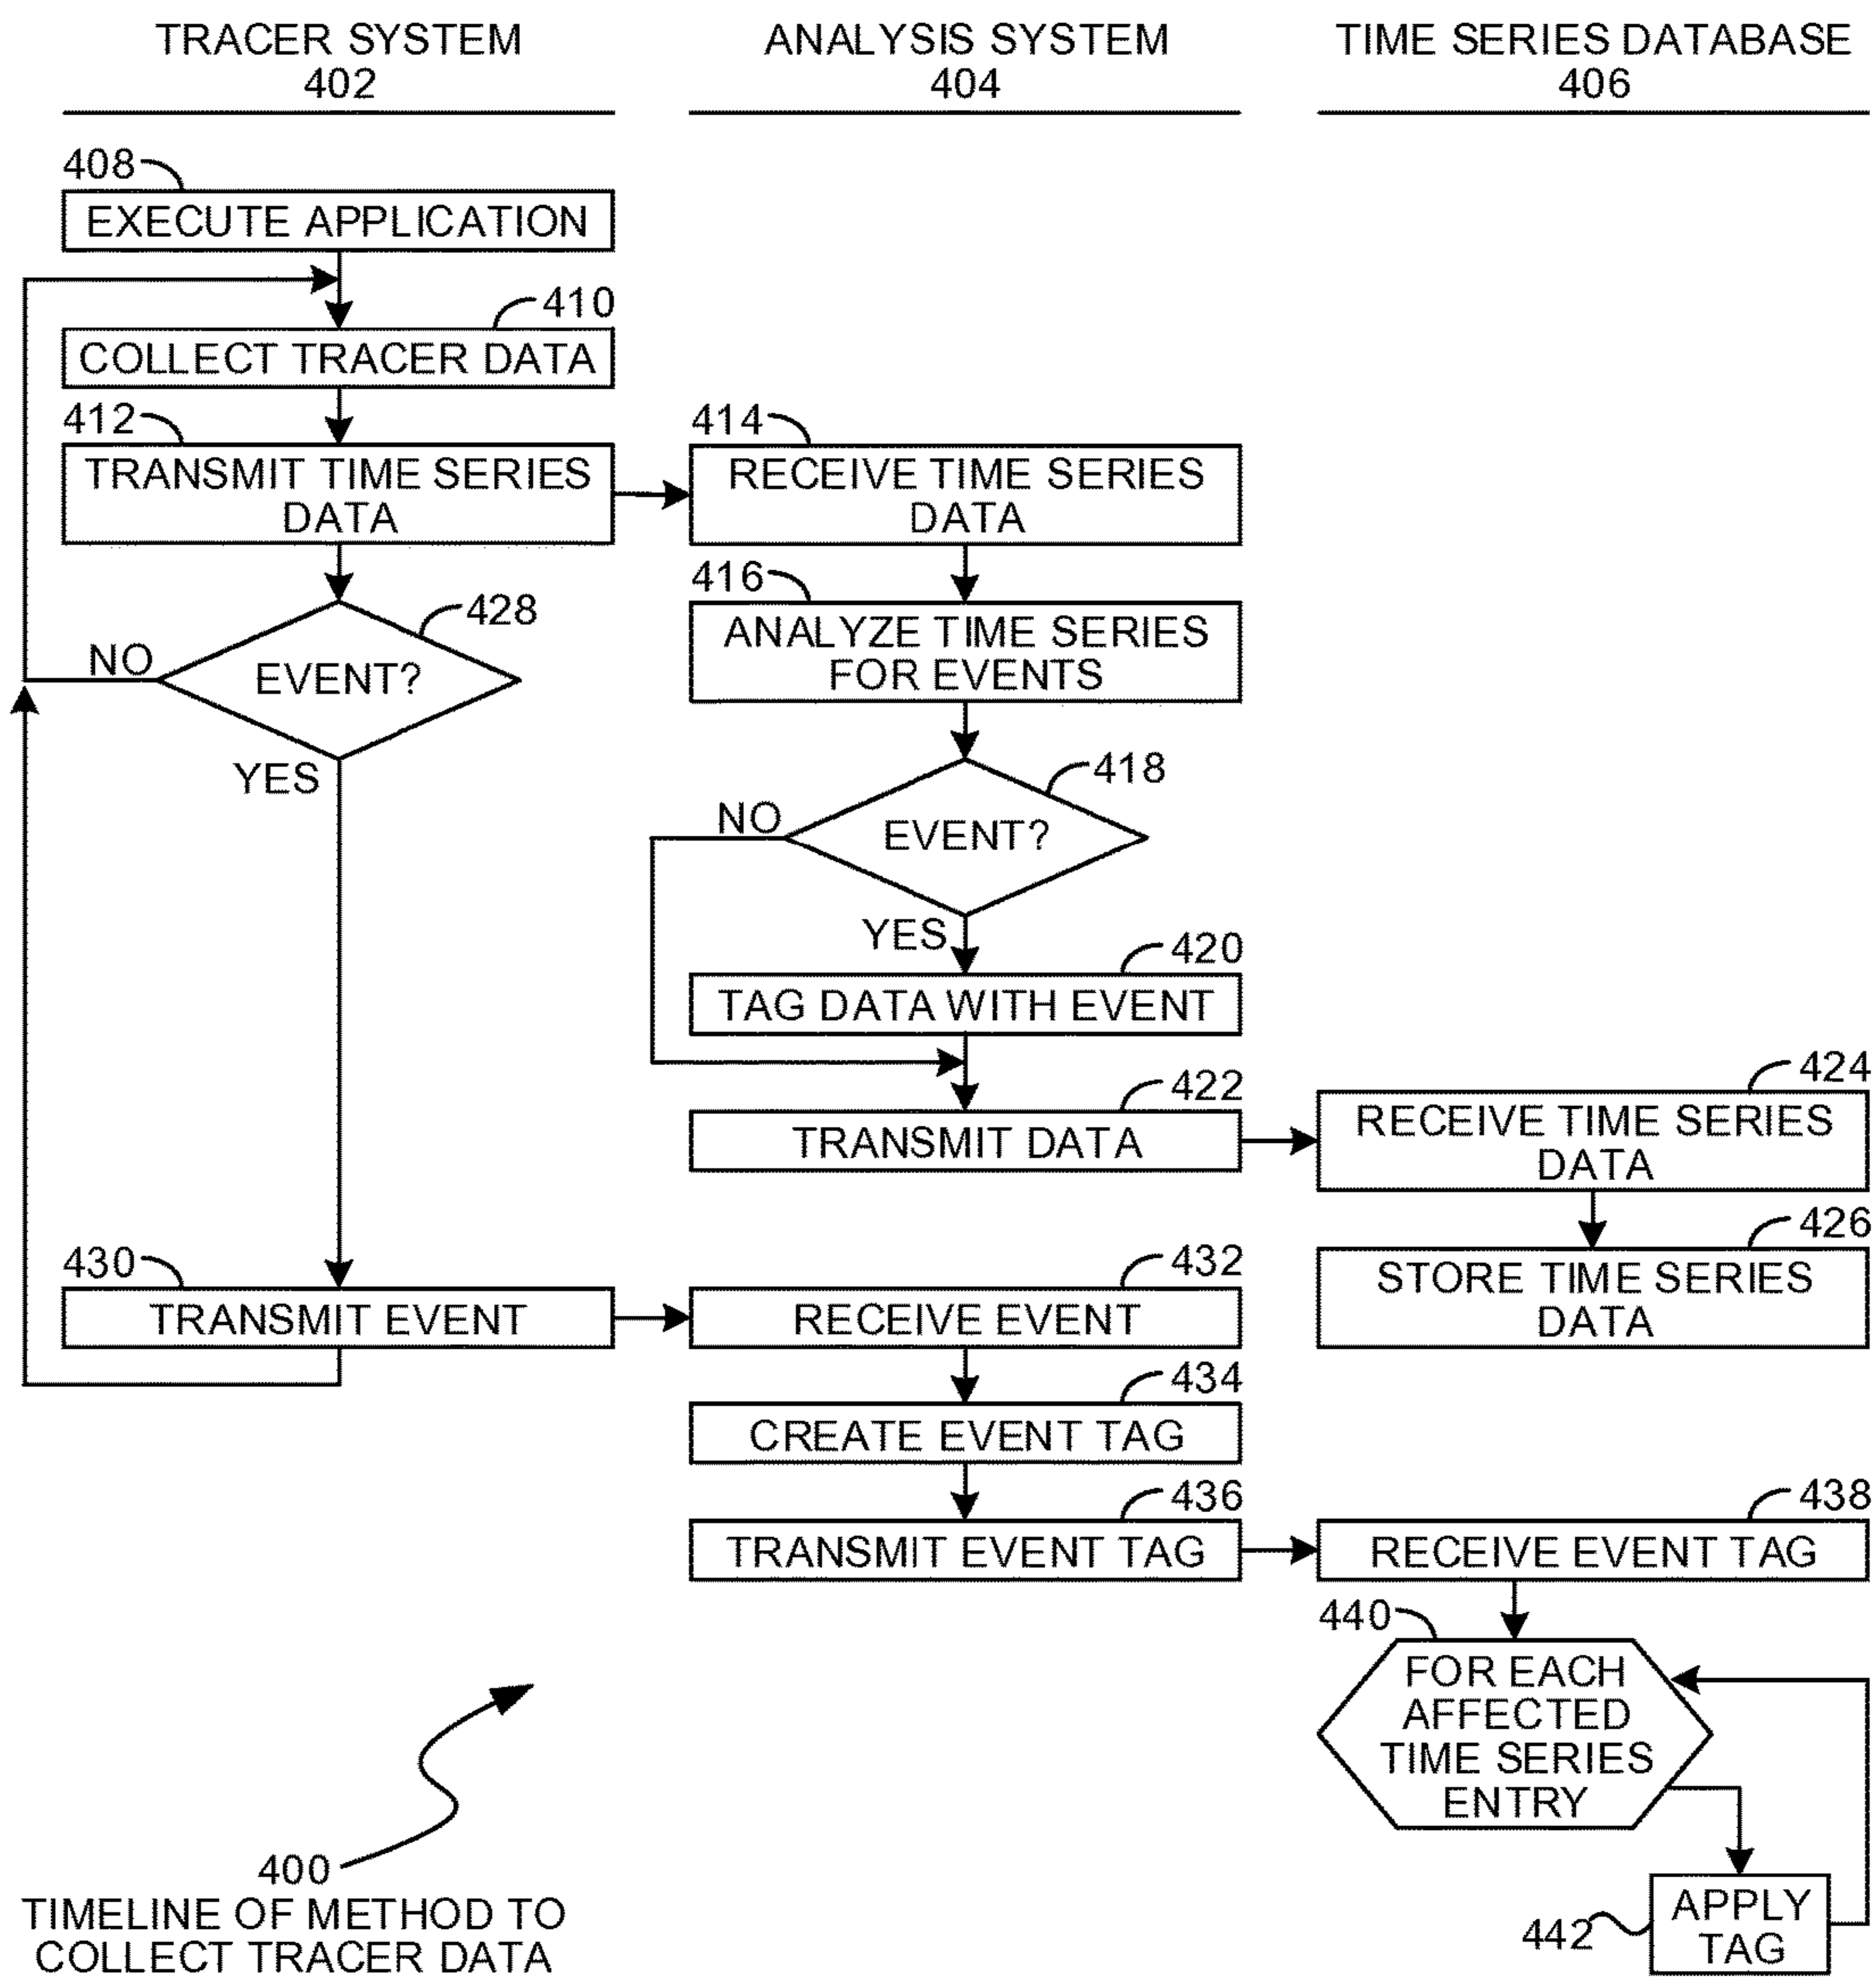 TRACER SYSTEM
402
ANALYSIS SYSTEM
404
TIME SERIES DATABASE
406
408
EXECUTE APPLICATION
410
COLLECT TRACER DATA
412
TRANSMIT TIME SERIES
DATA
414
RECEIVE TIME SERIES
DATA
416
ANALYZE TIME SERIES
FOR EVENTS
428
NO
EVENT?
YES
418
NO
EVENT?
YES
420
TAG DATA WITH EVENT
422
TRANSMIT DATA
424
RECEIVE TIME SERIES
DATA
426
STORE TIME SERIES
DATA
430
TRANSMIT EVENT
432
RECEIVE EVENT
434
CREATE EVENT TAG
436
TRANSMIT EVENT TAG
438
RECEIVE EVENT TAG
440
FOR EACH
AFFECTED
TIME SERIES
ENTRY
442
APPLY
TAG
400
TIMELINE OF METHOD TO
COLLECT TRACER DATA